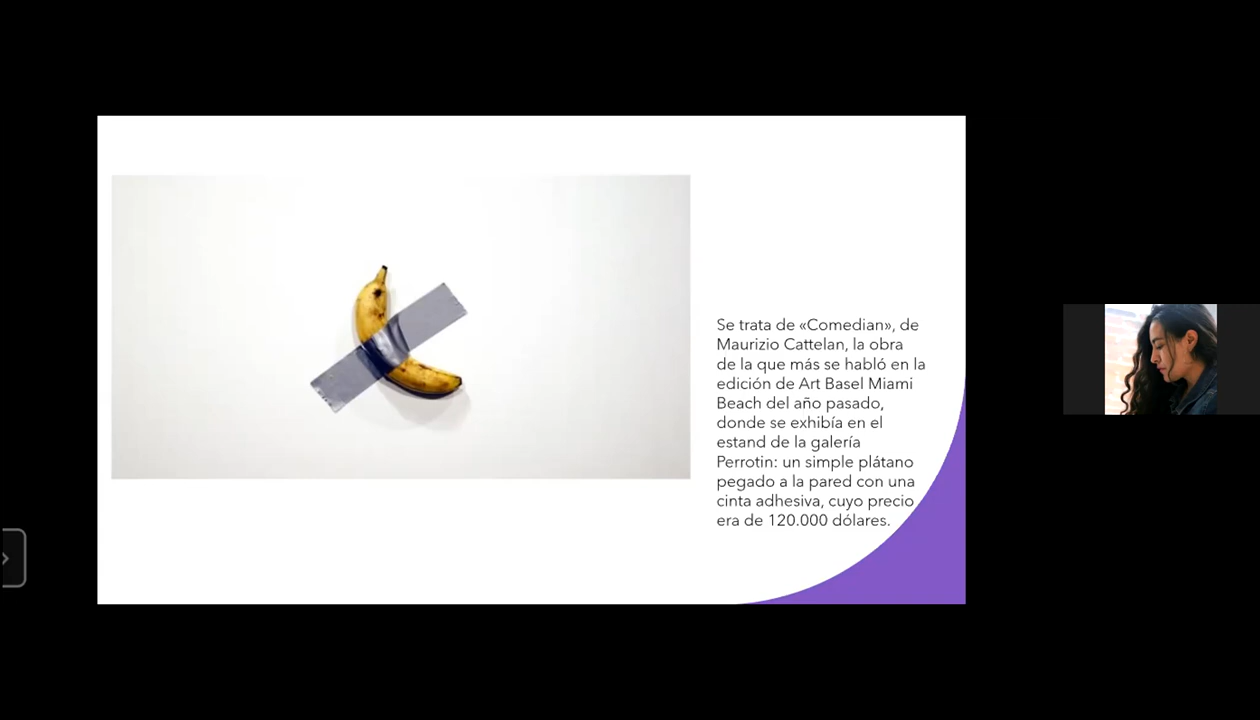 Se trata de «Comedian», de
Maurizio Cattelan, la obra
de la que más se habló en la
edición de Art Basel Miami
Beach del año pasado,
donde se exhibía en el
estand de la galería
Perrotin: un simple plátano
pegado a la pared con una
cinta adhesiva, cuyo precio
era de 120.000 dólares.